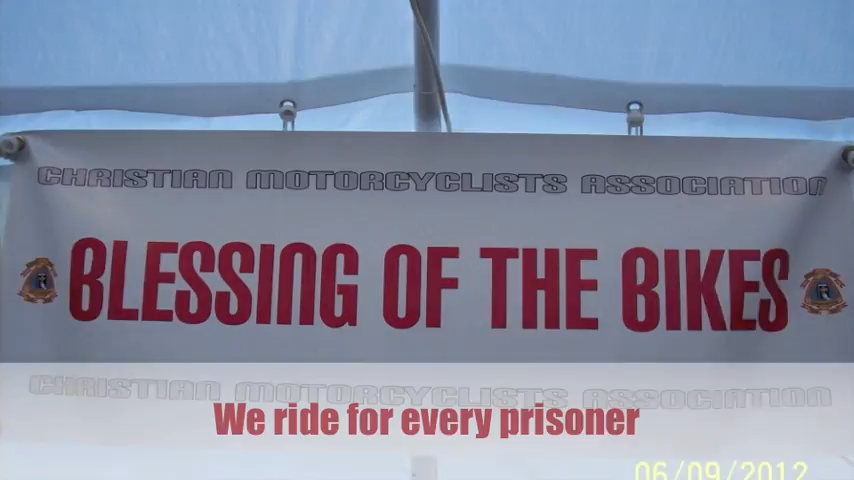 CHRISTIAN MOTORCYCLISTS ASSOCIATION
BLESSING OF THE BIKES
CHRISTIAN MOTORCYCLISTS ASSOCIATION
We ride for every prisoner
06/09/2012